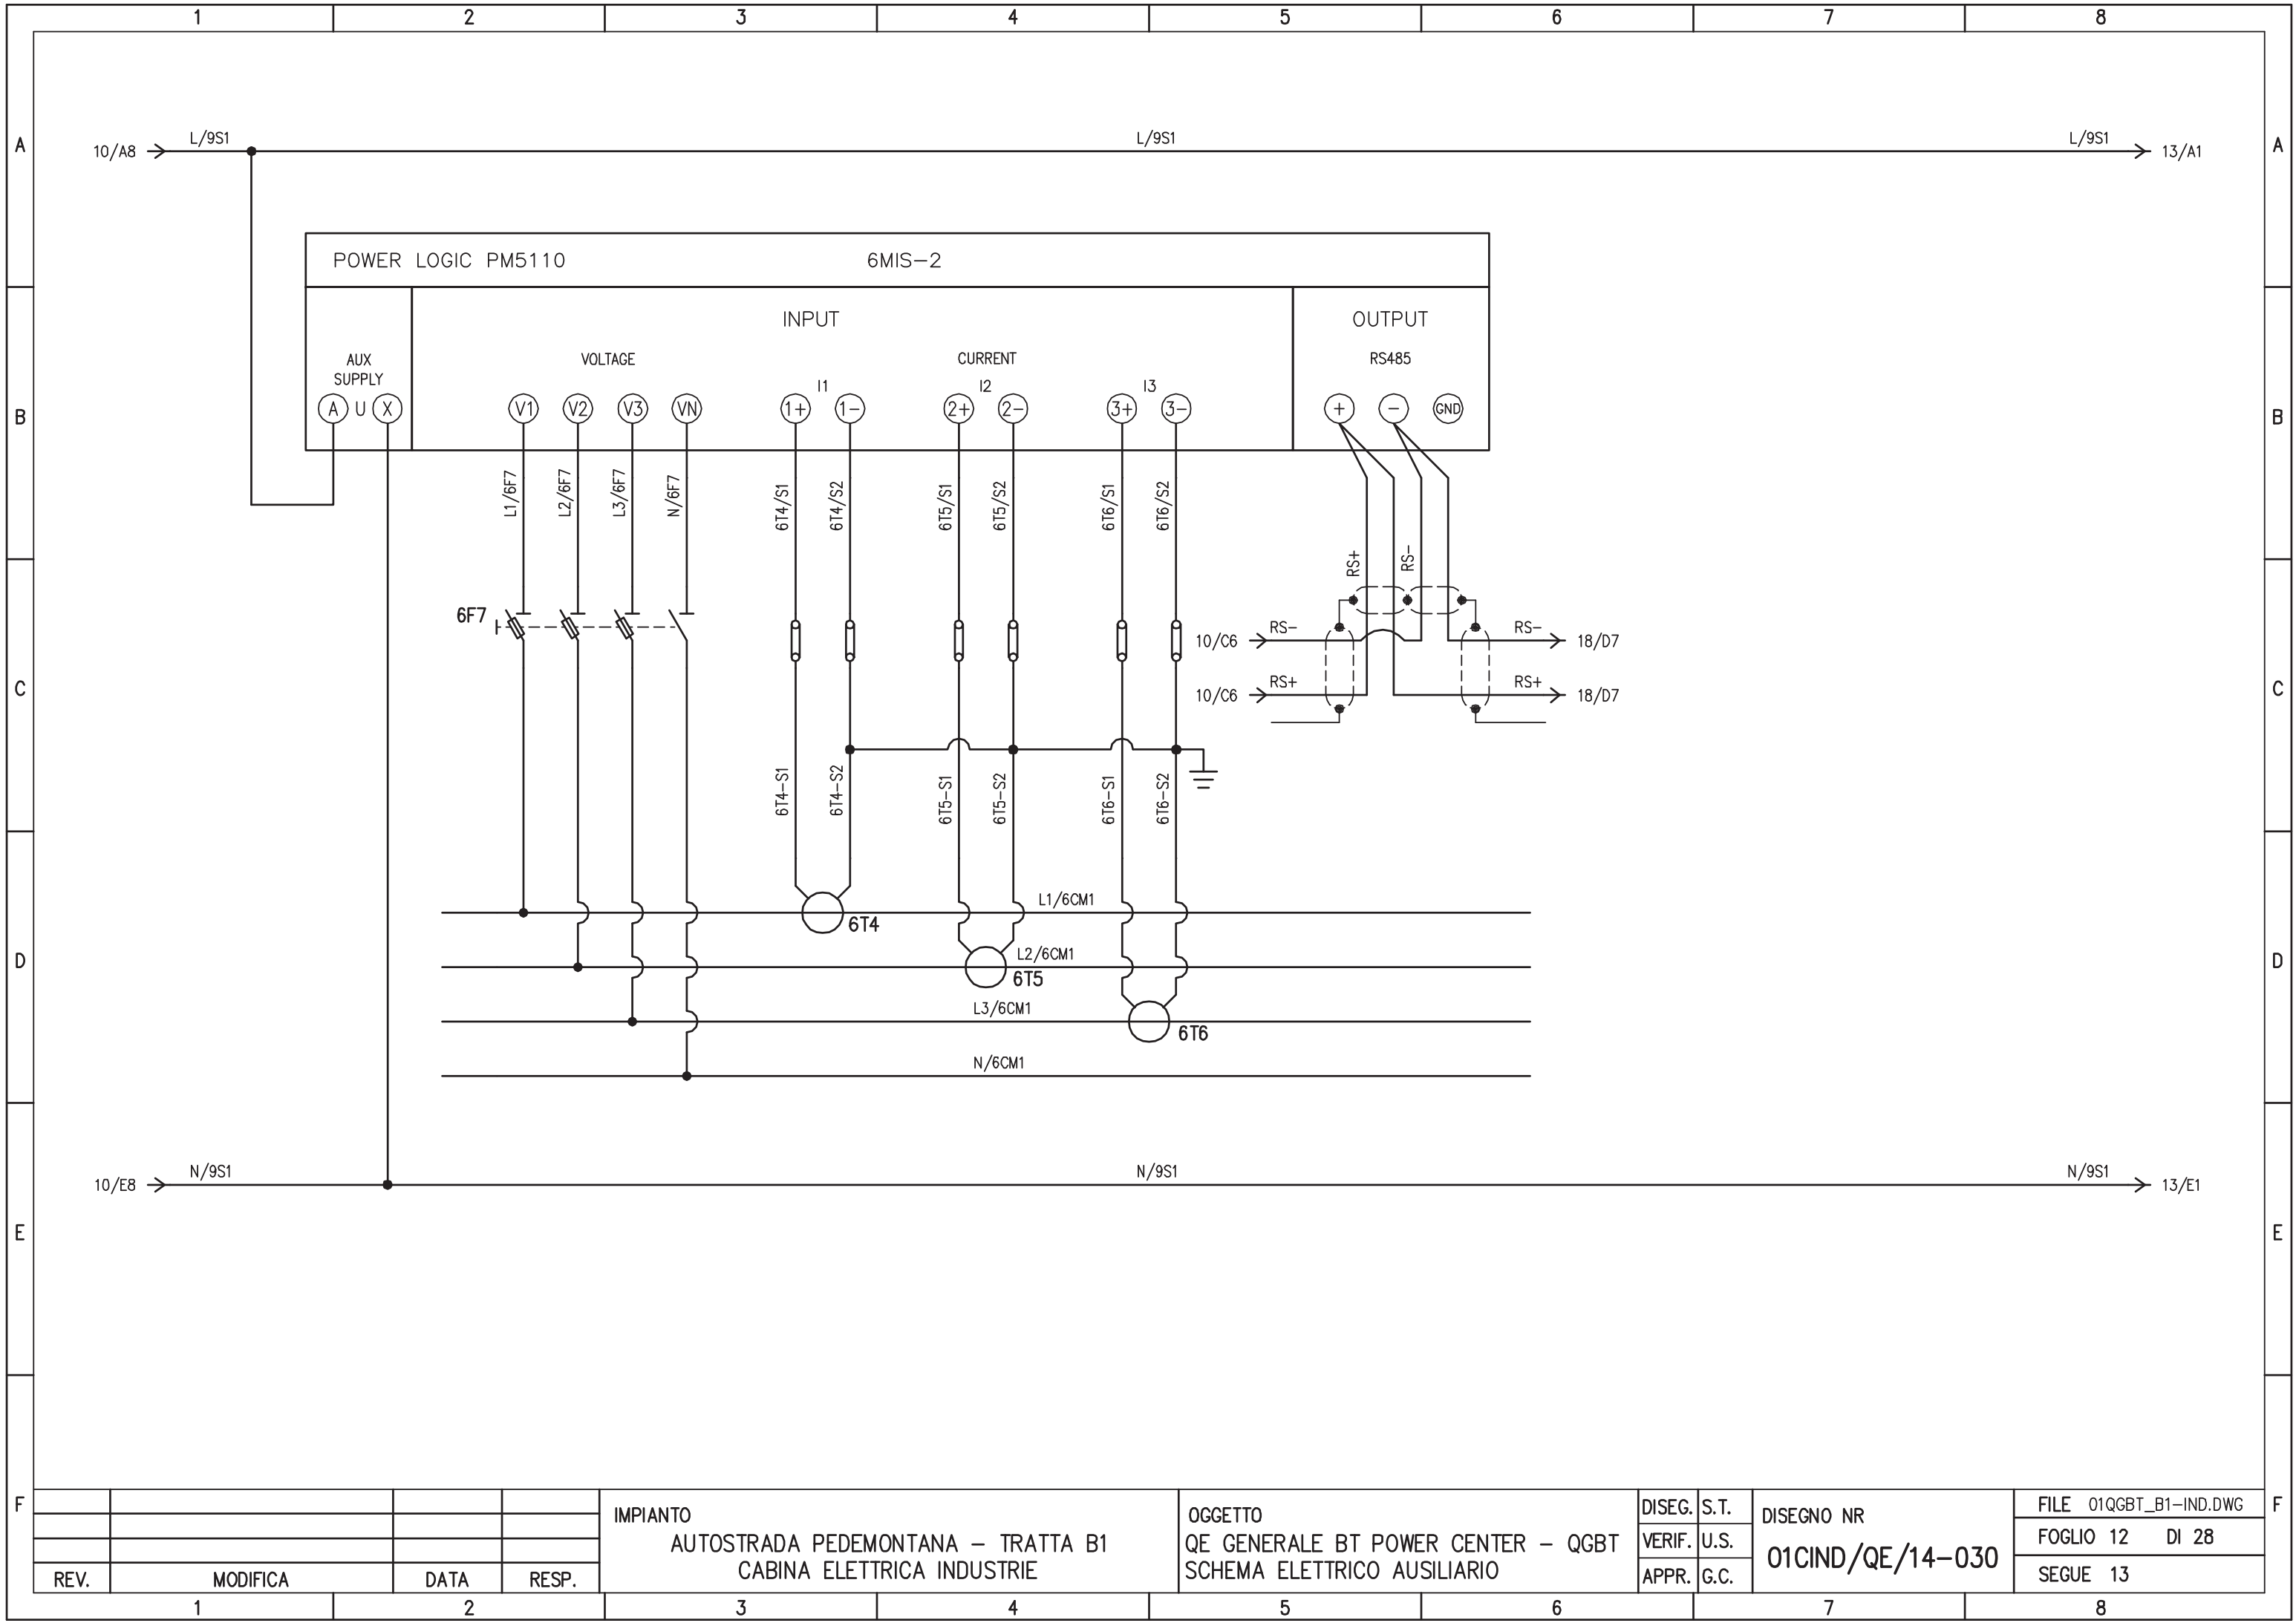 1 2 3 4 5 6 7 8
A A
10/A8 L/9S1 L/9S1 L/9S1 13/A1
POWER LOGIC PM5110 6MIS-2
INPUT OUTPUT
AUX SUPPLY VOLTAGE CURRENT RS485
I1 I2 I3
A U X V1 V2 V3 VN 1+ 1- 2+ 2- 3+ 3- + - GND
B B
L1/6F7 L2/6F7 L3/6F7 N/6F7 6T4/S1 6T4/S2 6T5/S1 6T5/S2 6T6/S1 6T6/S2
RS+ RS-
6F7
10/C6 RS- RS- 18/D7
10/C6 RS+ RS+ 18/D7
C C
6T4-S1 6T4-S2 6T5-S1 6T5-S2 6T6-S1 6T6-S2
L1/6CM1
6T4
L2/6CM1
D D
6T5
L3/6CM1
6T6
N/6CM1
10/E8 N/9S1 N/9S1 N/9S1 13/E1
E E
F F
REV. MODIFICA DATA RESP.
IMPIANTO
AUTOSTRADA PEDEMONTANA - TRATTA B1
CABINA ELETTRICA INDUSTRIE
OGGETTO
QE GENERALE BT POWER CENTER - QGBT
SCHEMA ELETTRICO AUSILIARIO
DISEG. S.T.
VERIF. U.S.
APPR. G.C.
DISEGNO NR
01CIND/QE/14-030
FILE 01QGBT_B1-IND.DWG
FOGLIO 12 DI 28
SEGUE 13
1 2 3 4 5 6 7 8